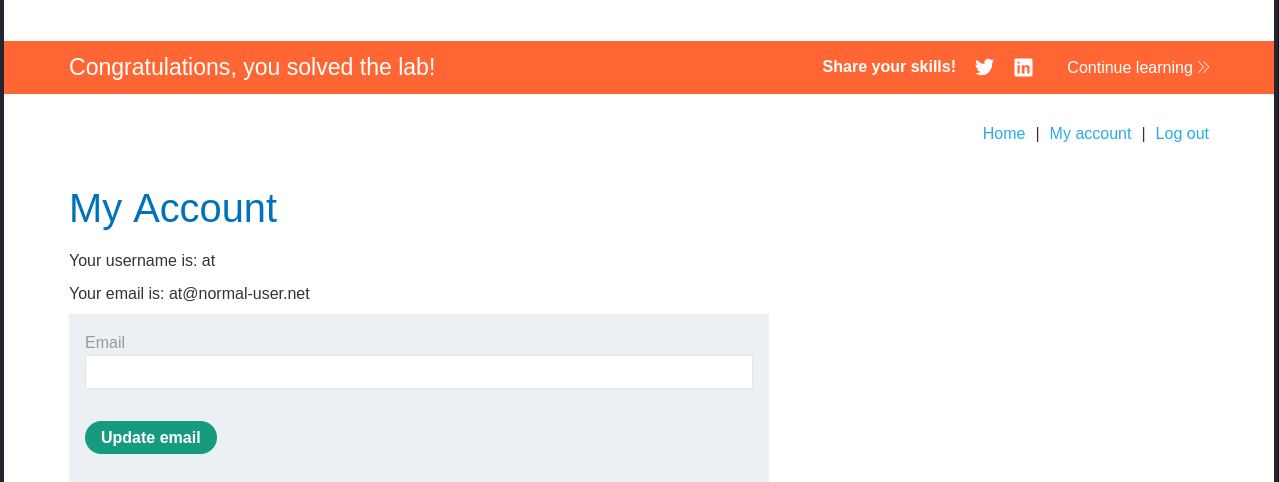 Congratulations, you solved the lab!
Share your skills!
Continue learning
Home | My account | Log out
My Account
Your username is: at
Your email is: at@normal-user.net
Email
Update email